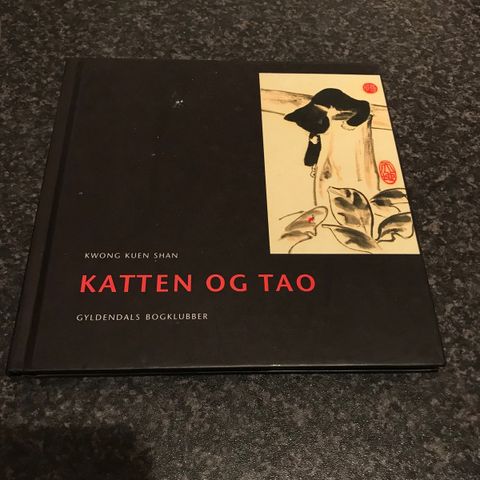 KWONG KUEN SHAN
KATTEN OG TAO
GYLDENDALS BOGKLUBBER